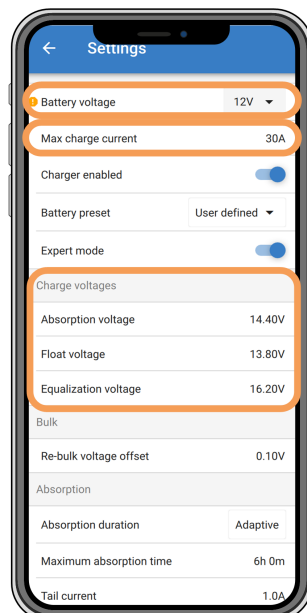 Settings
Battery voltage 12V
Max charge current 30A
Charger enabled
Battery preset User defined
Expert mode
Charge voltages
Absorption voltage 14.40V
Float voltage 13.80V
Equalization voltage 16.20V
Bulk
Re-bulk voltage offset 0.10V
Absorption
Absorption duration Adaptive
Maximum absorption time 6h 0m
Tail current 1.0A